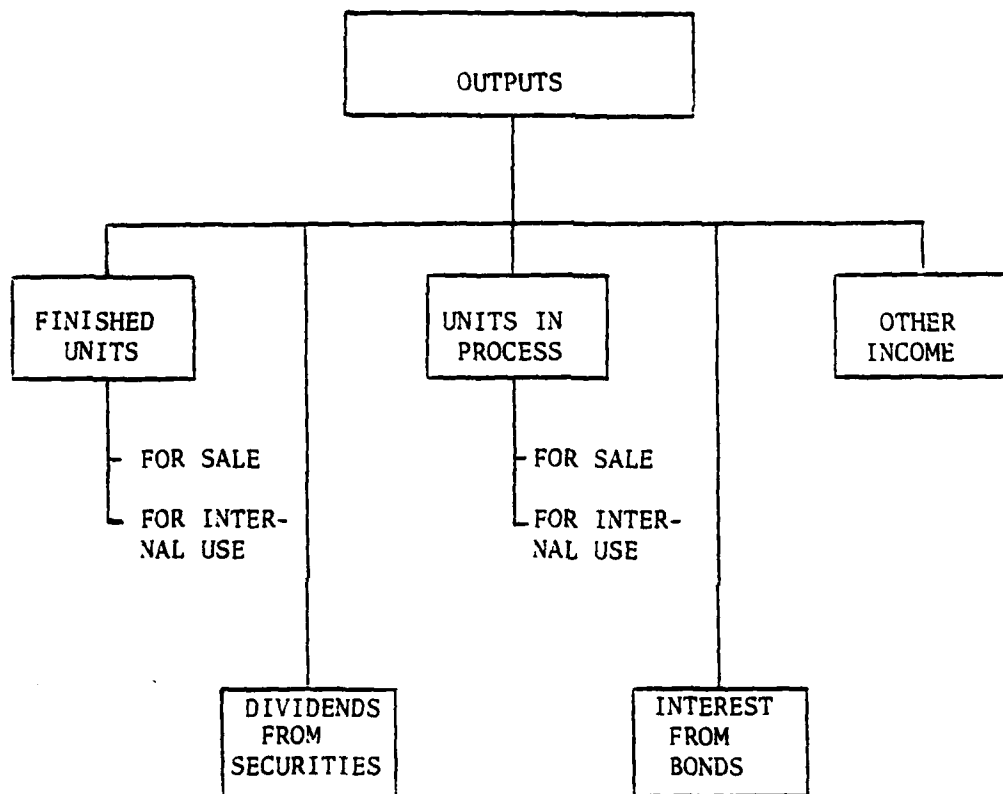 OUTPUTS
FINISHED
UNITS
FOR SALE
FOR INTER-
NAL USE
UNITS IN
PROCESS
FOR SALE
FOR INTER-
NAL USE
OTHER
INCOME
DIVIDENDS
FROM
SECURITIES
INTEREST
FROM
BONDS